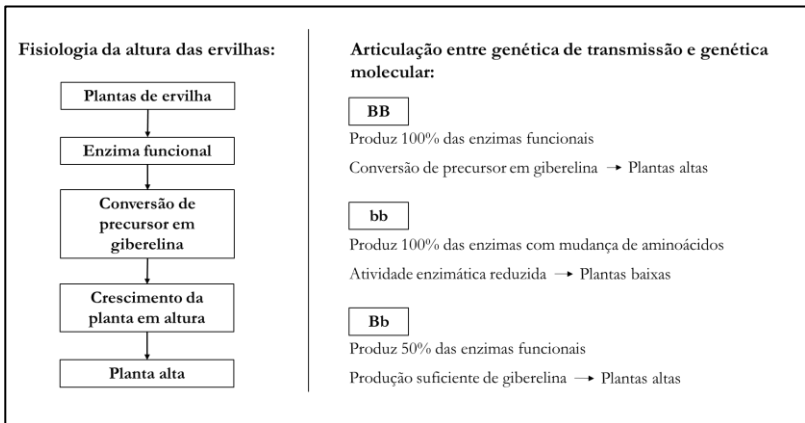 Fisiologia da altura das ervilhas:
Plantas de ervilha
Enzima funcional
Conversão de
precursor em
giberelina
Crescimento da
planta em altura
Planta alta
Articulação entre genética de transmissão e genética
molecular:
BB
Produz 100% das enzimas funcionais
Conversão de precursor em giberelina → Plantas altas
bb
Produz 100% das enzimas com mudança de aminoácidos
Atividade enzimática reduzida → Plantas baixas
Bb
Produz 50% das enzimas funcionais
Produção suficiente de giberelina → Plantas altas